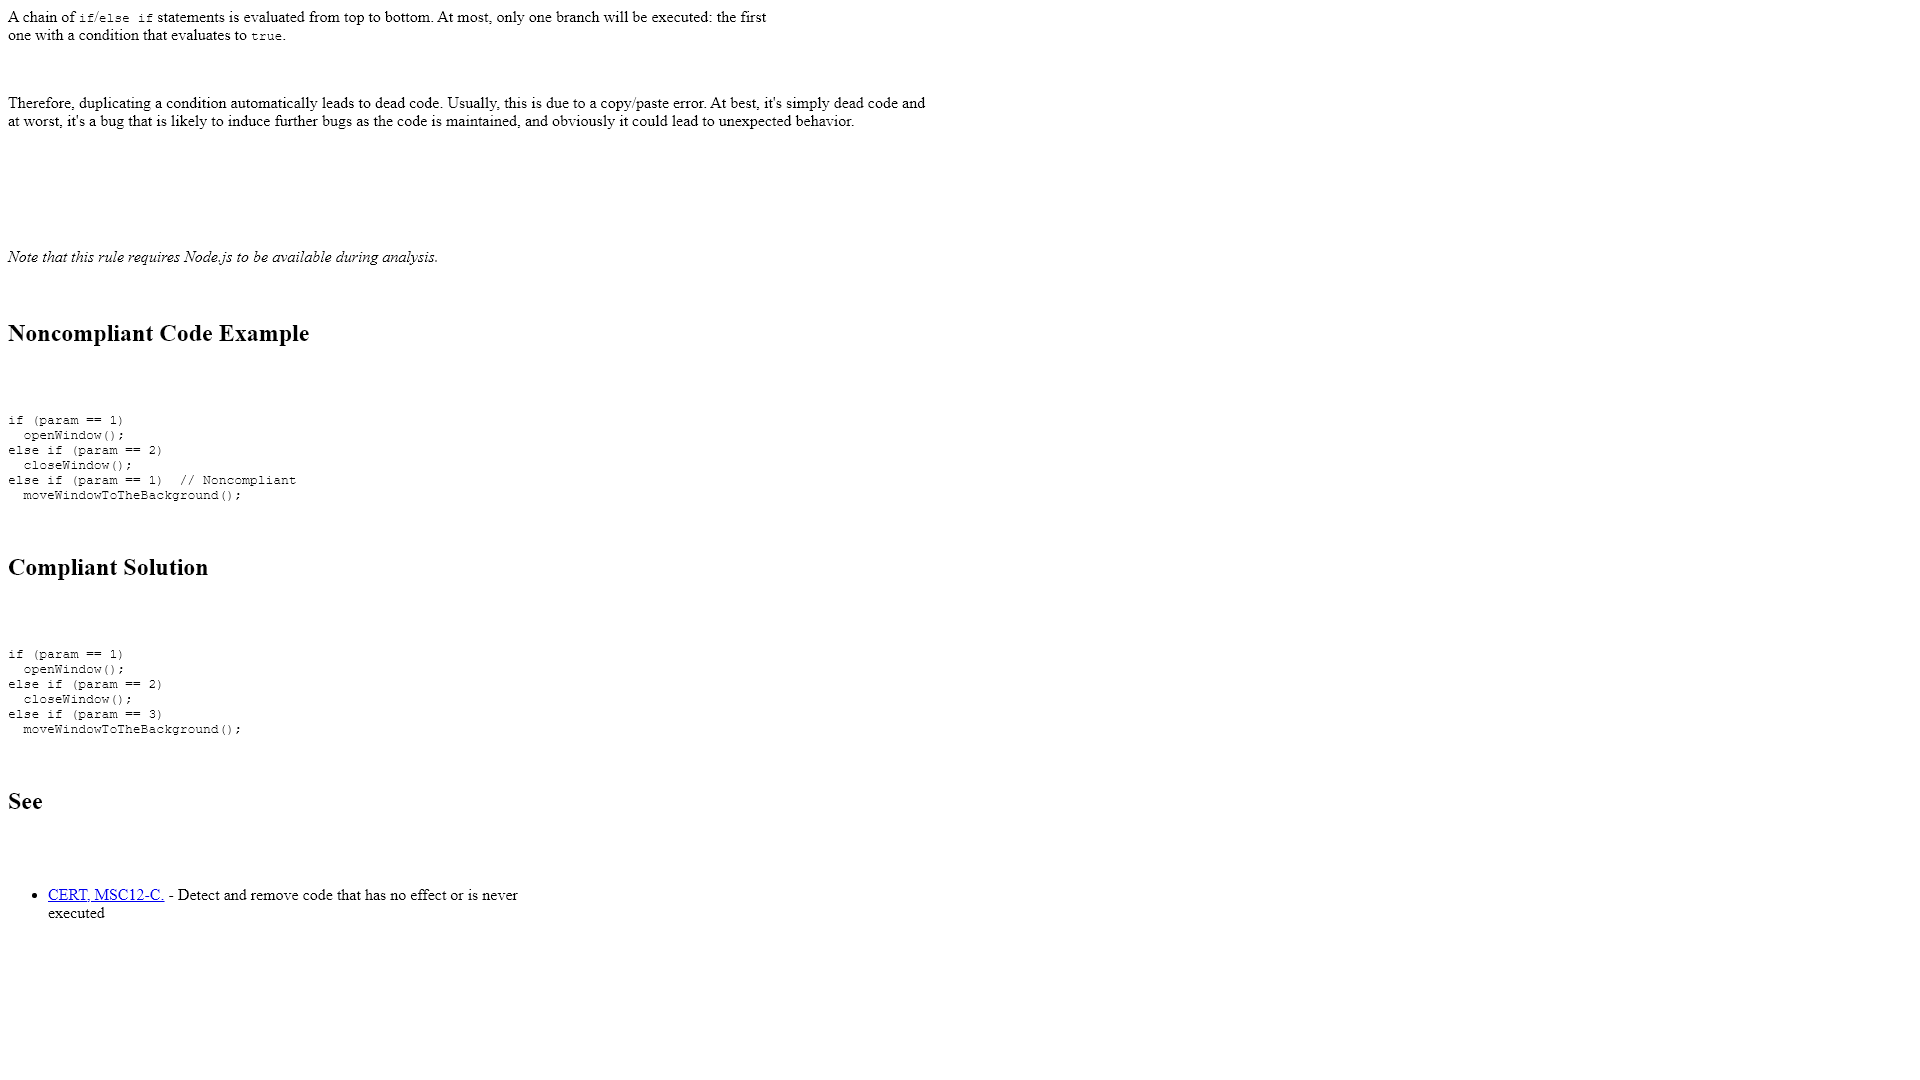 A chain of if/else if statements is evaluated from top to bottom. At most, only one branch will be executed: the first
one with a condition that evaluates to true.
Therefore, duplicating a condition automatically leads to dead code. Usually, this is due to a copy/paste error. At best, it's simply dead code and
at worst, it's a bug that is likely to induce further bugs as the code is maintained, and obviously it could lead to unexpected behavior.
Note that this rule requires Node.js to be available during analysis.
Noncompliant Code Example
if (param == 1)
  openWindow();
else if (param == 2)
  closeWindow();
else if (param == 1)  // Noncompliant
  moveWindowToTheBackground();
Compliant Solution
if (param == 1)
  openWindow();
else if (param == 2)
  closeWindow();
else if (param == 3)
  moveWindowToTheBackground();
See
• CERT, MSC12-C. - Detect and remove code that has no effect or is never
executed